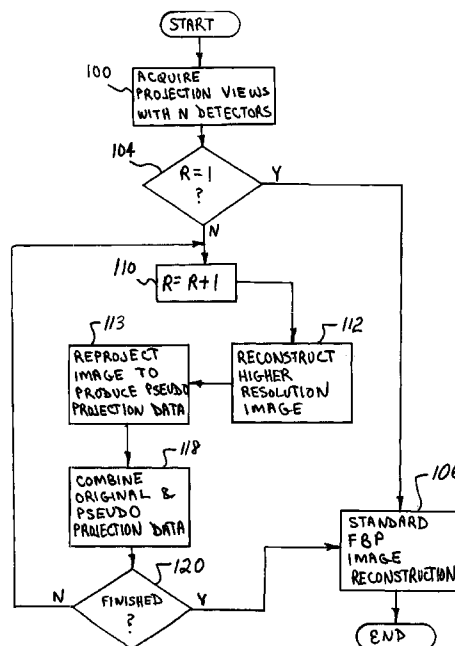 START
100
ACQUIRE
PROJECTION VIEWS
WITH N DETECTORS
104
R=1
?
Y
N
110
R=R+1
113
REPROJECT
IMAGE TO
PRODUCE PSEUDO
PROJECTION DATA
112
RECONSTRUCT
HIGHER
RESOLUTION
IMAGE
118
COMBINE
ORIGINAL &
PSEUDO
PROJECTION DATA
106
STANDARD
FBP
IMAGE
RECONSTRUCTION
120
N
FINISHED
?
Y
END